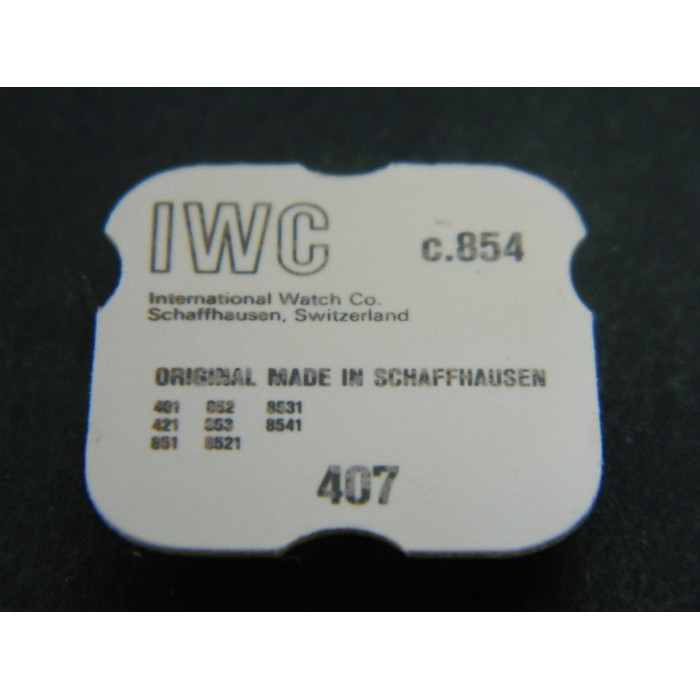 IWC c.854
International Watch Co.
Schaffhausen, Switzerland
ORIGINAL MADE IN SCHAFFHAUSEN
401 852 8531
421 853 8541
851 8521
407